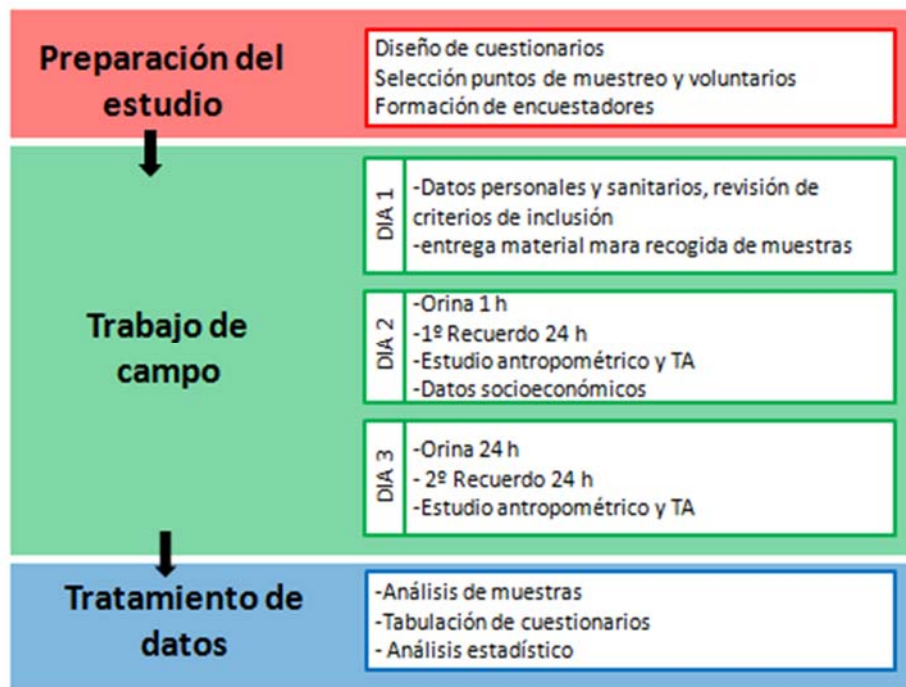 Preparación del
estudio
Diseño de cuestionarios
Selección puntos de muestreo y voluntarios
Formación de encuestadores
Trabajo de
campo
DIA 1
-Datos personales y sanitarios, revisión de
criterios de inclusión
-entrega material mara recogida de muestras
DIA 2
-Orina 1 h
-1º Recuerdo 24 h
-Estudio antropométrico y TA
-Datos socioeconómicos
DIA 3
-Orina 24 h
- 2º Recuerdo 24 h
-Estudio antropométrico y TA
Tratamiento de
datos
-Análisis de muestras
-Tabulación de cuestionarios
- Análisis estadístico